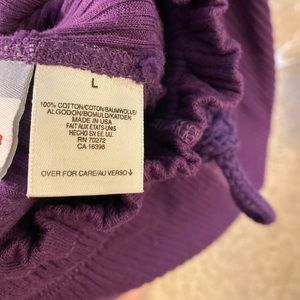 L
100% COTTON/COTON/BAUMWOLLE/
ALGODON/BOMULD/KATOEN
MADE IN USA
FAIT AUX ETATS-UNIS
HECHO EN EE. UU.
RN 70272
CA 16396
OVER FOR CARE/AU VERSO